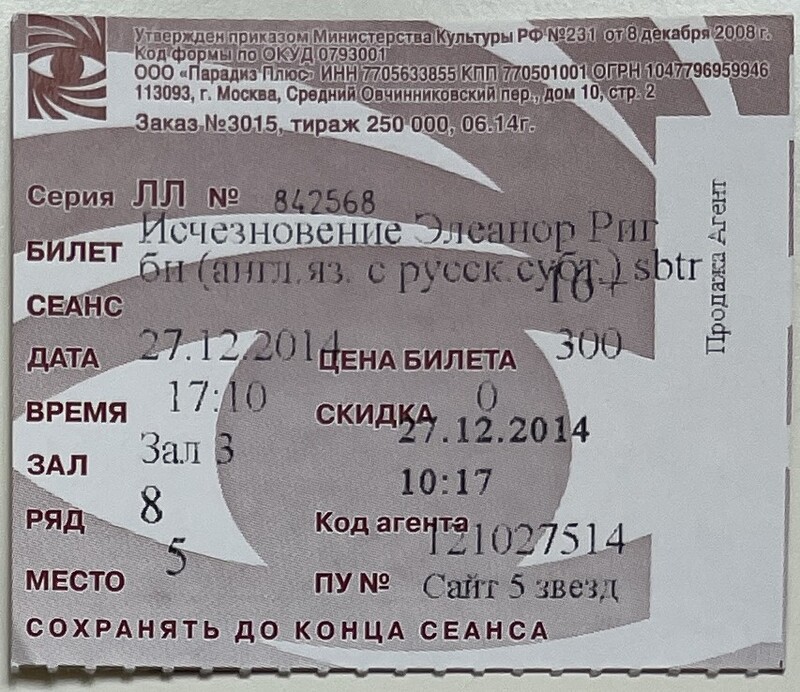 Утвержден приказом Министерства Культуры РФ №231 от 8 декабря 2008 г.
Код формы по ОКУД 0793001
ООО «Парадиз Плюс» ИНН 7705633855 КПП 770501001 ОГРН 1047796959946
113093, г. Москва, Средний Овчинниковский пер., дом 10, стр. 2
Заказ №3015, тираж 250 000, 06.14г.
Серия ЛЛ № 842568
БИЛЕТ Исчезновение Элеанор Риг
би (англ.яз. с русск.субт.) sbtr
16+
СЕАНС
ДАТА 27.12.2014 ЦЕНА БИЛЕТА 300
ВРЕМЯ 17:10 СКИДКА 0
27.12.2014
ЗАЛ Зал 3
10:17
РЯД 8 Код агента 121027514
МЕСТО 5 ПУ № Сайт 5 звезд
СОХРАНЯТЬ ДО КОНЦА СЕАНСА
Продажа Агент